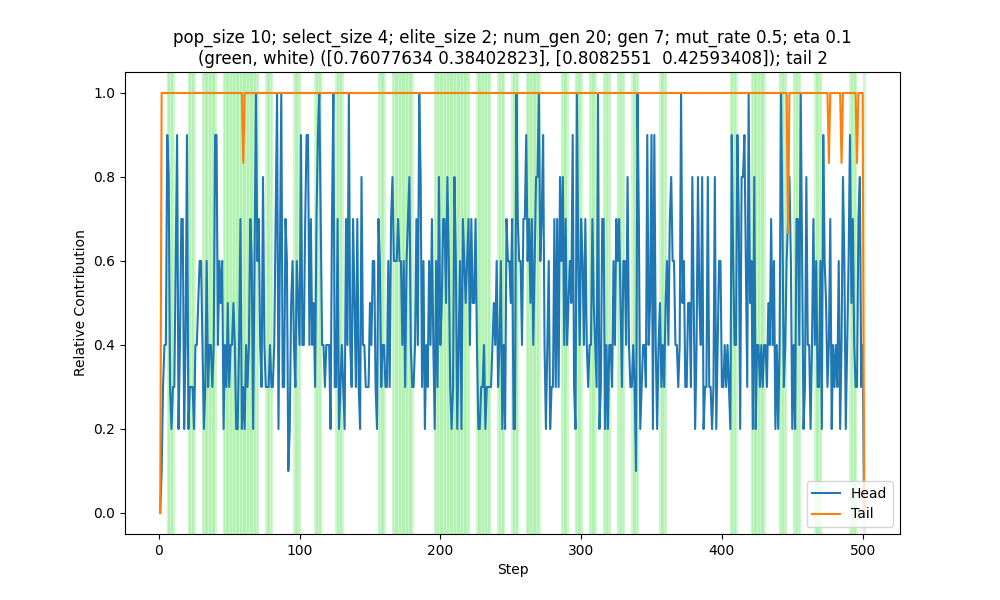 pop_size 10; select_size 4; elite_size 2; num_gen 20; gen 7; mut_rate 0.5; eta 0.1
(green, white) ([0.76077634 0.38402823], [0.8082551  0.42593408]); tail 2
1.0
0.8
0.6
0.4
0.2
0.0
Relative Contribution
Head
Tail
0 100 200 300 400 500
Step